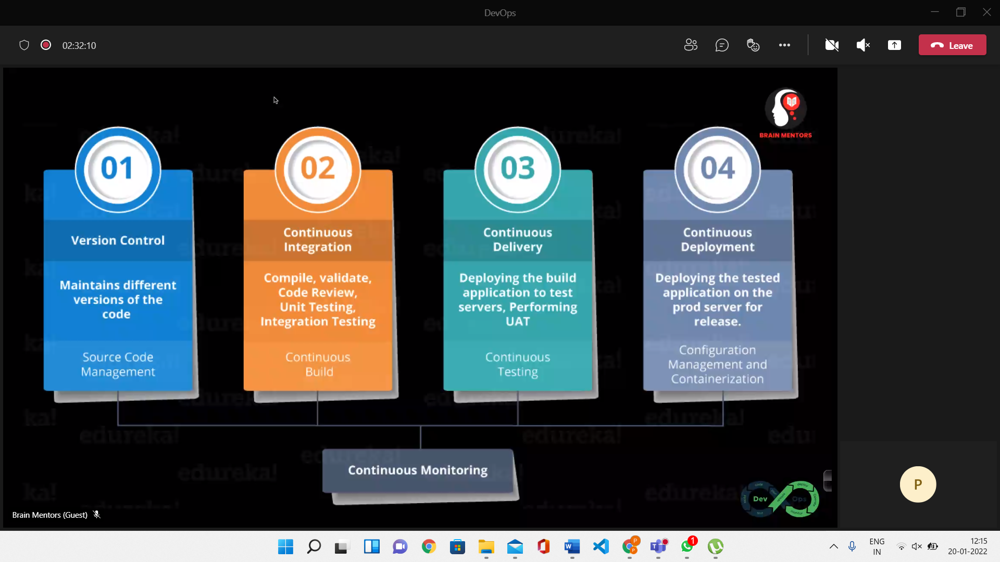 DevOps
02:32:10
Leave
BRAIN MENTORS
01
Version Control
Maintains different
versions of the
code
Source Code
Management
02
Continuous
Integration
Compile, validate,
Code Review,
Unit Testing,
Integration Testing
Continuous
Build
03
Continuous
Delivery
Deploying the build
application to test
servers, Performing
UAT
Continuous
Testing
04
Continuous
Deployment
Deploying the tested
application on the
prod server for
release.
Configuration
Management and
Containerization
Continuous Monitoring
edureka!
edureka!
edureka!
edureka!
Dev
Ops
Brain Mentors (Guest)
P
1
ENG
IN
12:15
20-01-2022